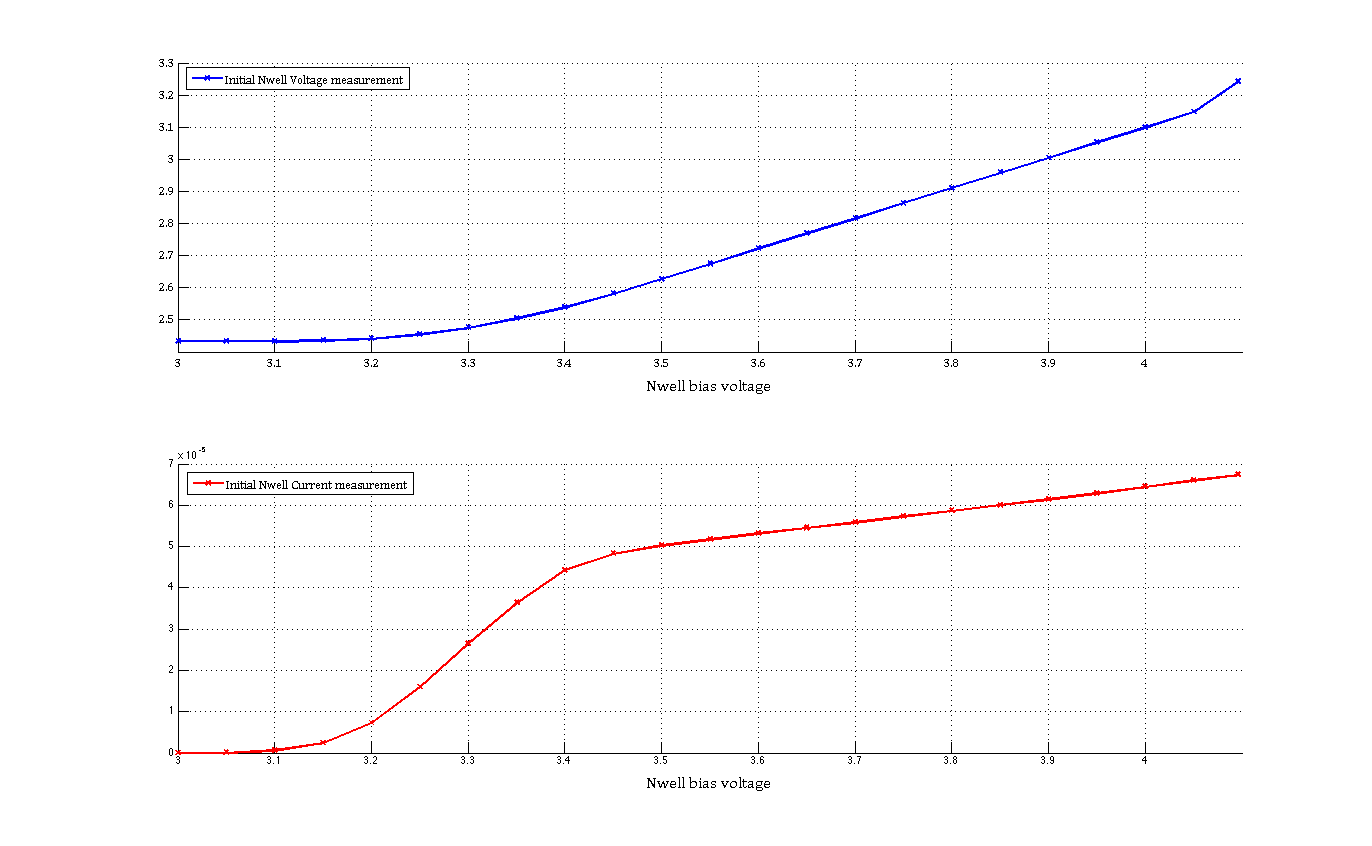 3.3
Initial Nwell Voltage measurement
3.2
3.1
3
2.9
2.8
2.7
2.6
2.5
3 3.1 3.2 3.3 3.4 3.5 3.6 3.7 3.8 3.9 4
Nwell bias voltage
7 x 10^-5
Initial Nwell Current measurement
6
5
4
3
2
1
0
3 3.1 3.2 3.3 3.4 3.5 3.6 3.7 3.8 3.9 4
Nwell bias voltage